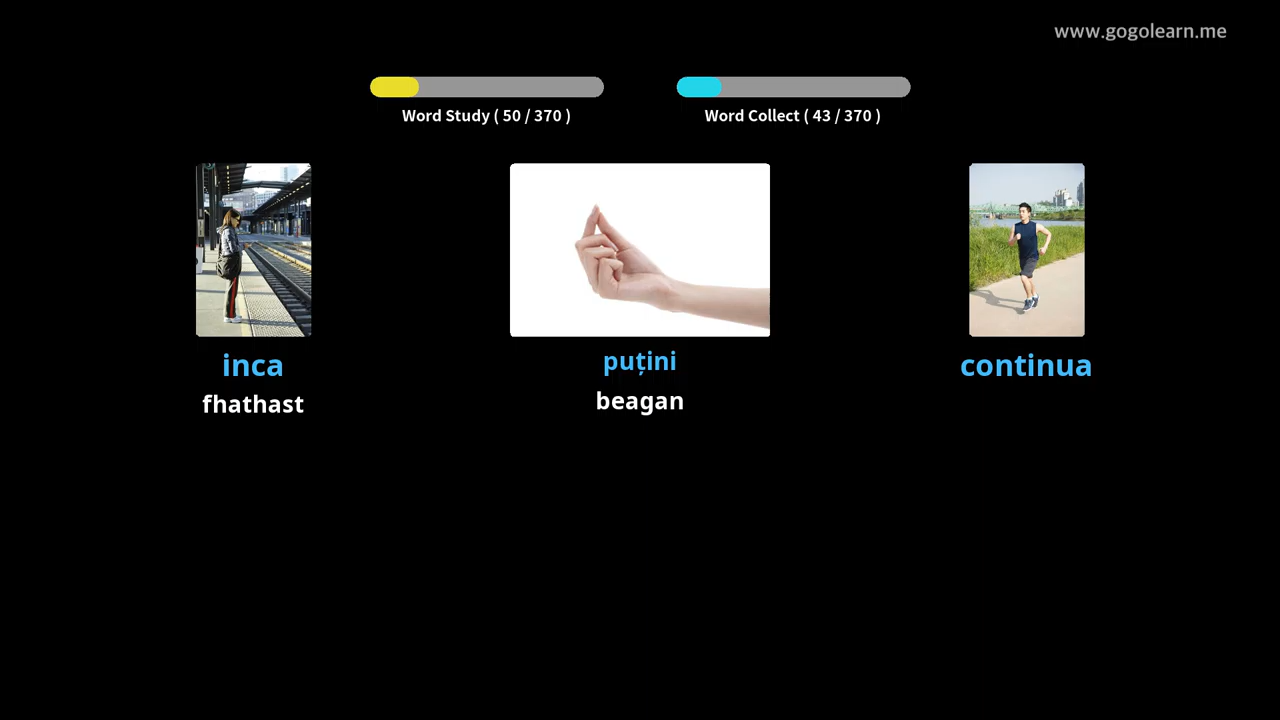 www.gogolearn.me
Word Study ( 50 / 370 )
Word Collect ( 43 / 370 )
inca
fhathast
puțini
beagan
continua